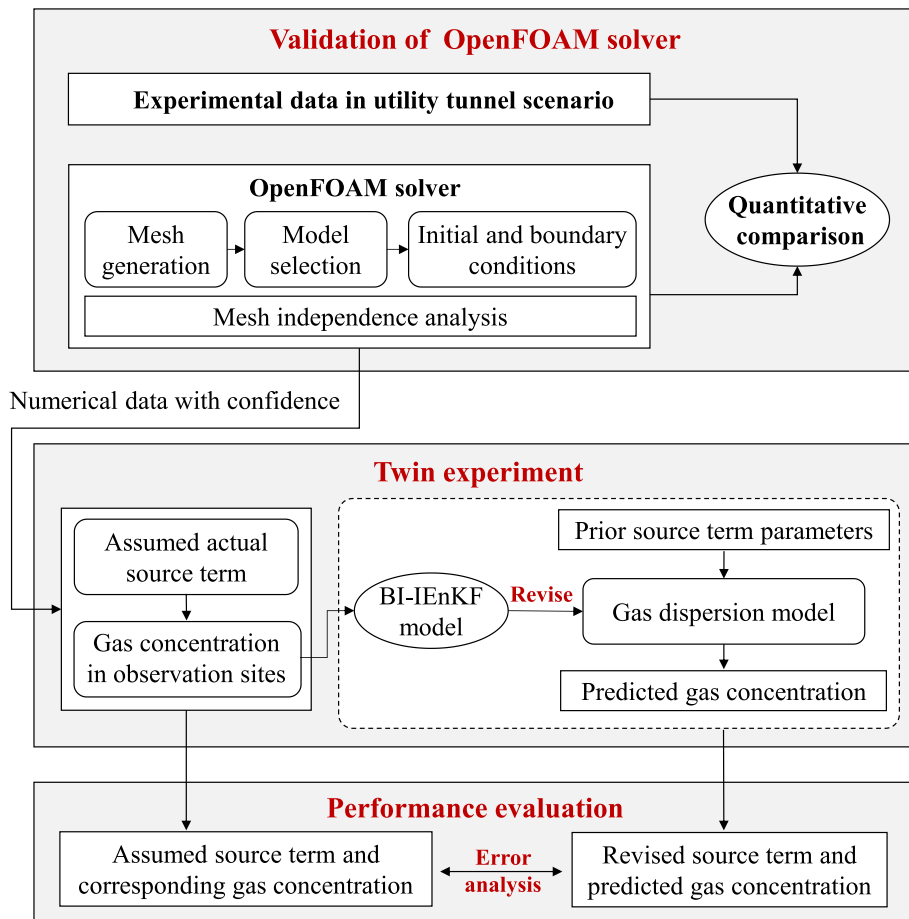 Validation of OpenFOAM solver
Experimental data in utility tunnel scenario
OpenFOAM solver
Mesh
generation
Model
selection
Initial and boundary
conditions
Mesh independence analysis
Quantitative
comparison
Numerical data with confidence
Twin experiment
Assumed actual
source term
Gas concentration
in observation sites
BI-IEnKF
model
Revise
Prior source term parameters
Gas dispersion model
Predicted gas concentration
Performance evaluation
Assumed source term and
corresponding gas concentration
Error
analysis
Revised source term and
predicted gas concentration